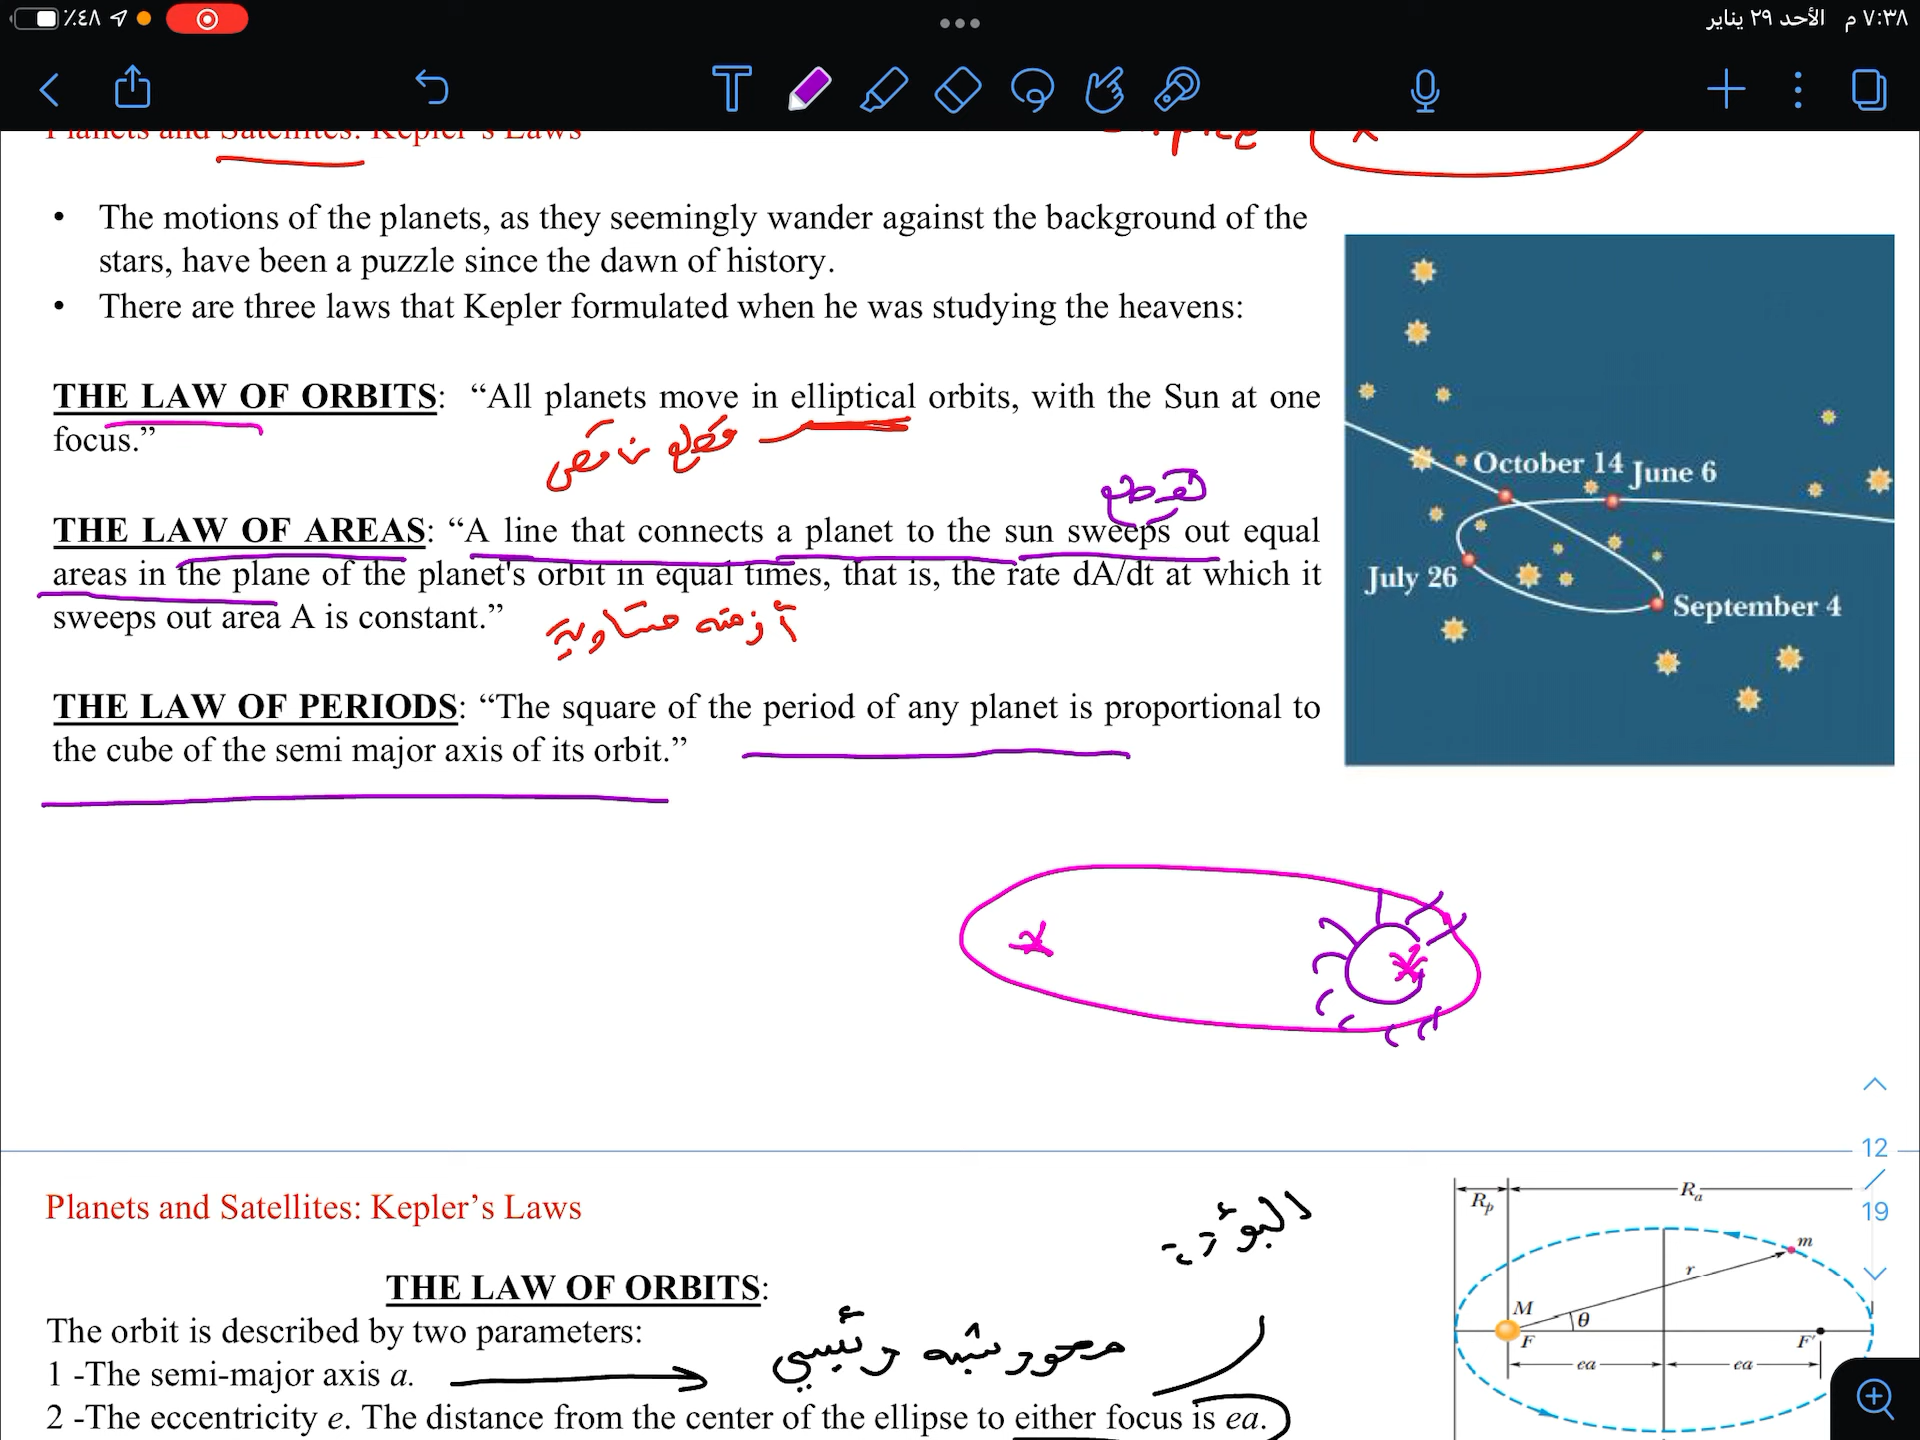 ٪٤٨
٧:٣٨ م الأحد ٢٩ يناير
Planets and Satellites: Kepler's Laws
• The motions of the planets, as they seemingly wander against the background of the
stars, have been a puzzle since the dawn of history.
• There are three laws that Kepler formulated when he was studying the heavens:
THE LAW OF ORBITS: “All planets move in elliptical orbits, with the Sun at one
focus.”
قطع ناقص
THE LAW OF AREAS: “A line that connects a planet to the sun sweeps out equal
areas in the plane of the planet's orbit in equal times, that is, the rate dA/dt at which it
sweeps out area A is constant.”
أزمنه متساوية
THE LAW OF PERIODS: “The square of the period of any planet is proportional to
the cube of the semi major axis of its orbit.”
October 14
June 6
July 26
September 4
12
19
Planets and Satellites: Kepler’s Laws
البؤرة
THE LAW OF ORBITS:
The orbit is described by two parameters:
1 -The semi-major axis a.
محور شبه رئيسي
2 -The eccentricity e. The distance from the center of the ellipse to either focus is ea.
Rp
Ra
m
r
M
θ
F
F'
ea
ea